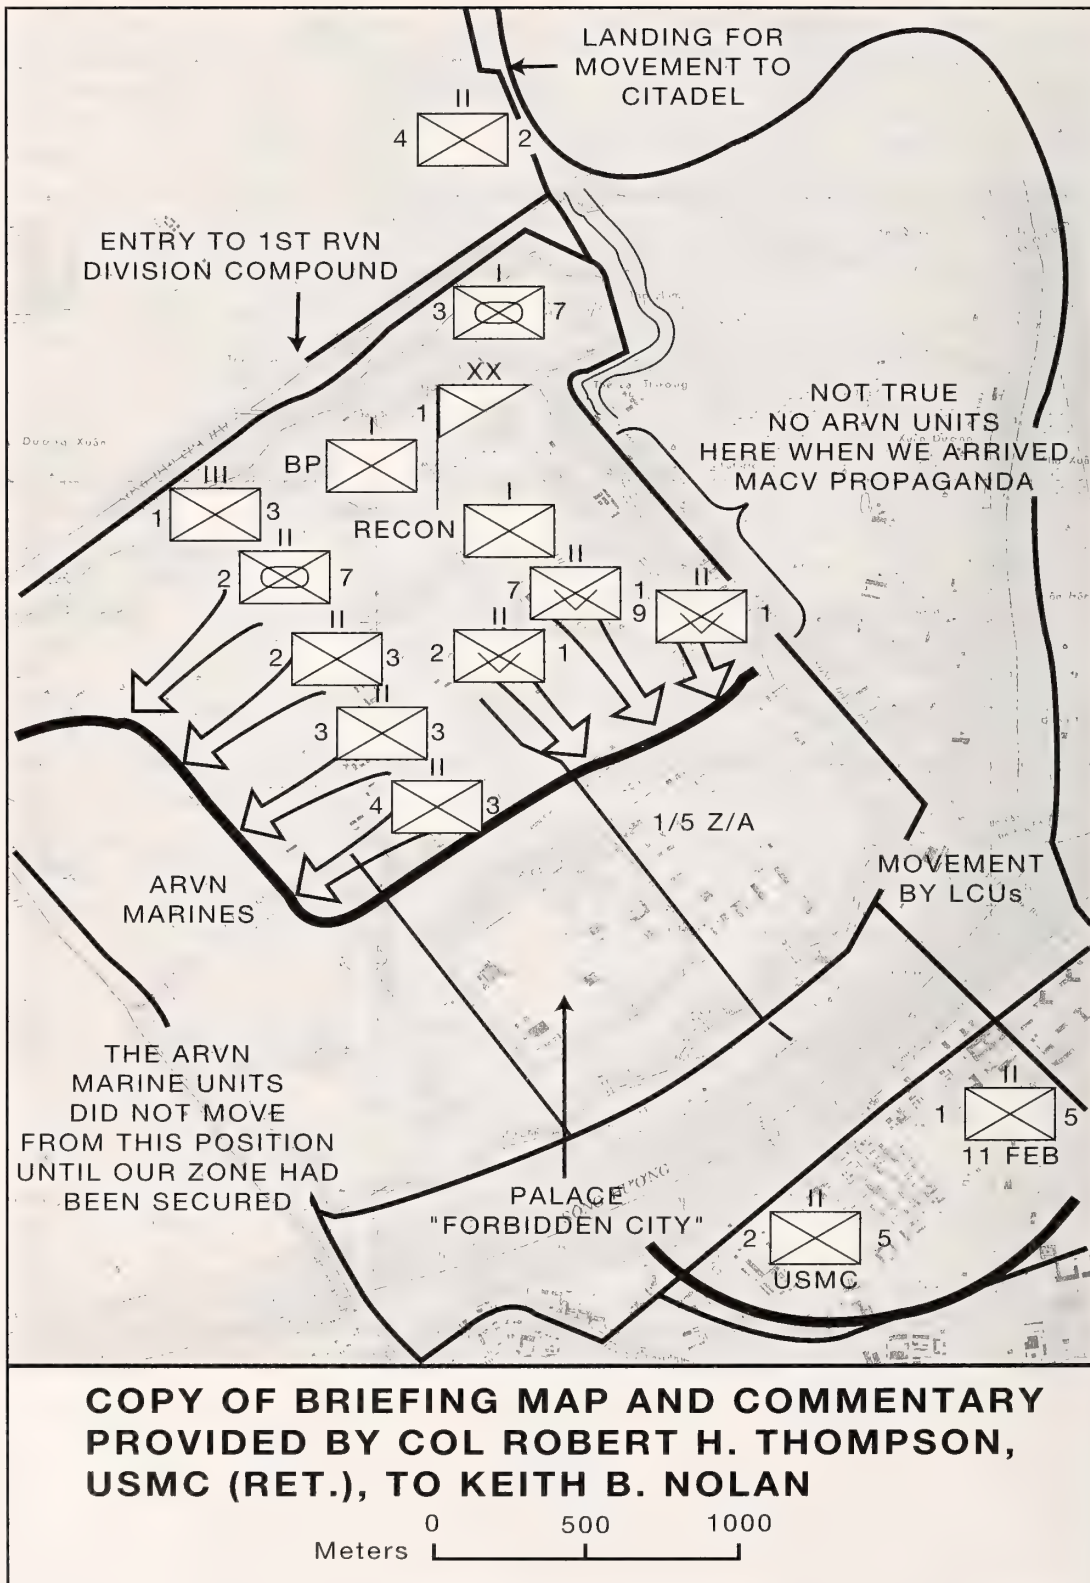 LANDING FOR
MOVEMENT TO
CITADEL
II
4 2
ENTRY TO 1ST RVN
DIVISION COMPOUND
I
3 7
XX
1
NOT TRUE
NO ARVN UNITS
HERE WHEN WE ARRIVED
MACV PROPAGANDA
I
BP
III
1 3
I
RECON
II
2 7
II
7 1
II
9 1
II
2 3
II
2 1
II
3 3
II
4 3
1/5 Z/A
ARVN
MARINES
MOVEMENT
BY LCUs
THE ARVN
MARINE UNITS
DID NOT MOVE
FROM THIS POSITION
UNTIL OUR ZONE HAD
BEEN SECURED
II
1 5
11 FEB
PALACE
"FORBIDDEN CITY"
II
2 5
USMC
COPY OF BRIEFING MAP AND COMMENTARY
PROVIDED BY COL ROBERT H. THOMPSON,
USMC (RET.), TO KEITH B. NOLAN
0 500 1000
Meters